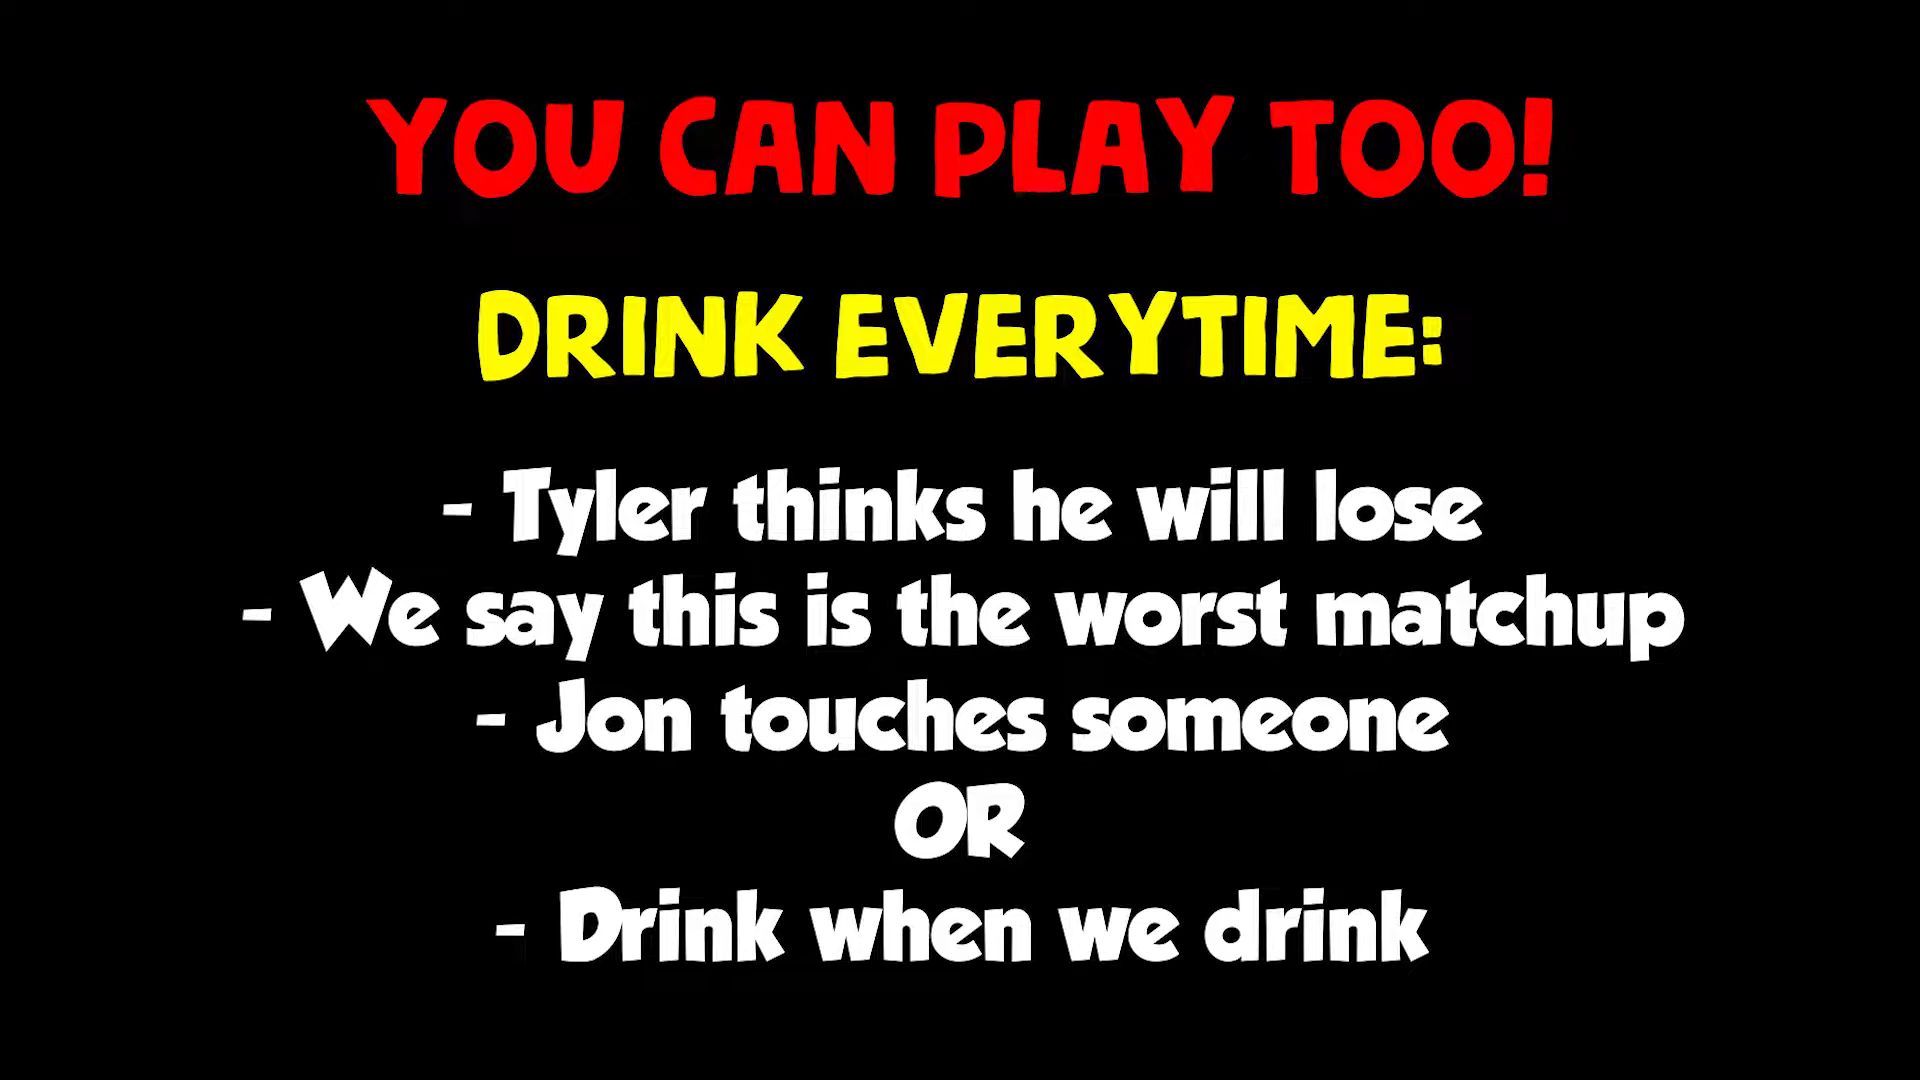 YOU CAN PLAY TOO!
DRINK EVERYTIME:
- Tyler thinks he will lose
- We say this is the worst matchup
- Jon touches someone
OR
- Drink when we drink